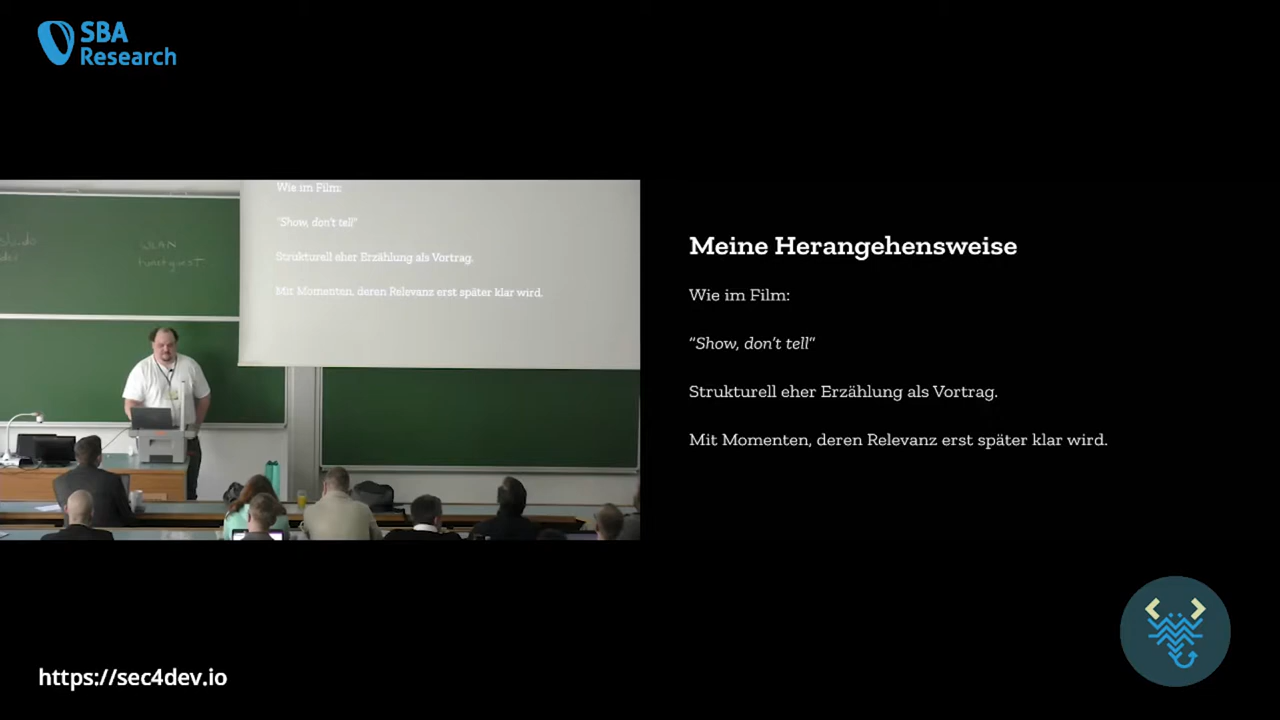 SBA
Research
WLAN
Wie im Film:
"Show, don't tell"
Strukturell eher Erzählung als Vortrag.
Mit Momenten, deren Relevanz erst später klar wird.
Meine Herangehensweise
Wie im Film:
“Show, don’t tell”
Strukturell eher Erzählung als Vortrag.
Mit Momenten, deren Relevanz erst später klar wird.
https://sec4dev.io